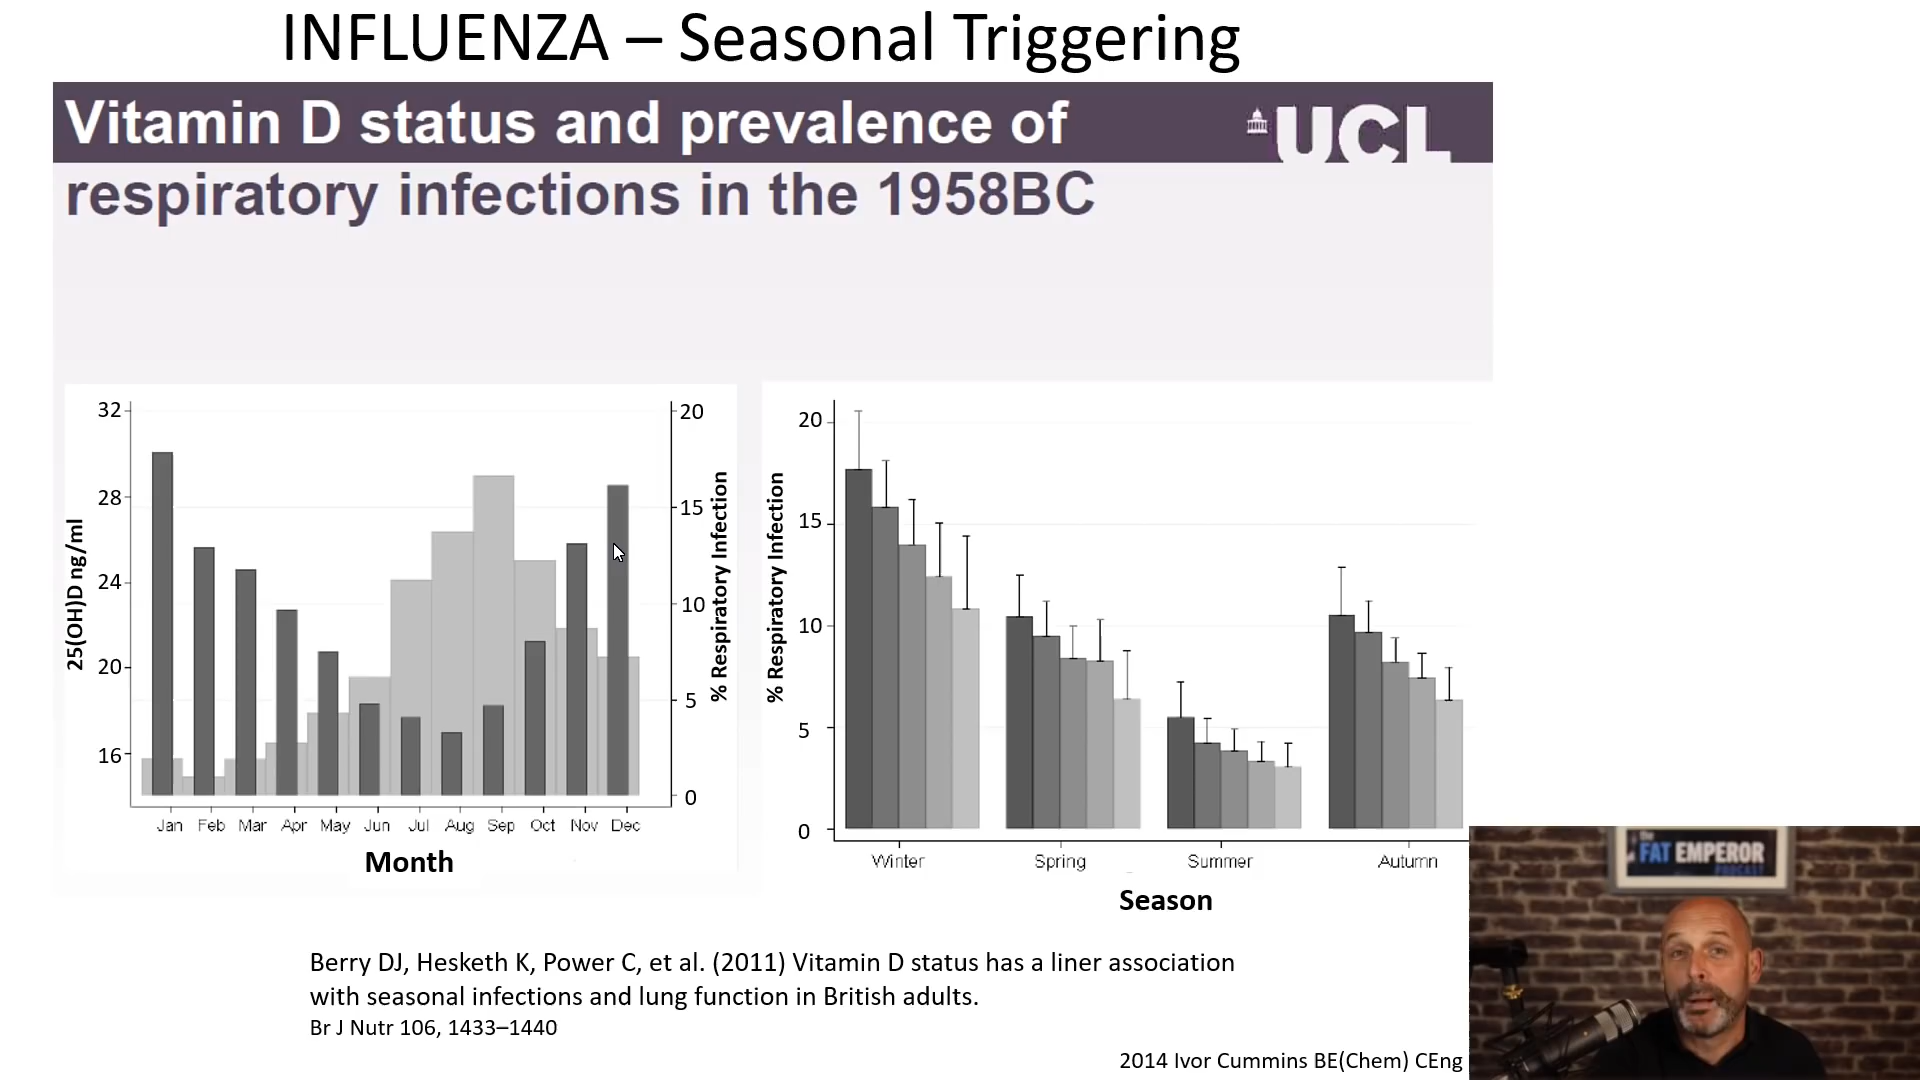 INFLUENZA – Seasonal Triggering
Vitamin D status and prevalence of
UCL
respiratory infections in the 1958BC
32
28
24
20
16
25(OH)D ng/ml
20
15
10
5
0
% Respiratory Infection
Jan Feb Mar Apr May Jun Jul Aug Sep Oct Nov Dec
Month
20
15
10
5
0
% Respiratory Infection
Winter Spring Summer Autumn
Season
the
FAT EMPEROR
PODCAST
Berry DJ, Hesketh K, Power C, et al. (2011) Vitamin D status has a liner association
with seasonal infections and lung function in British adults.
Br J Nutr 106, 1433–1440
2014 Ivor Cummins BE(Chem) CEng